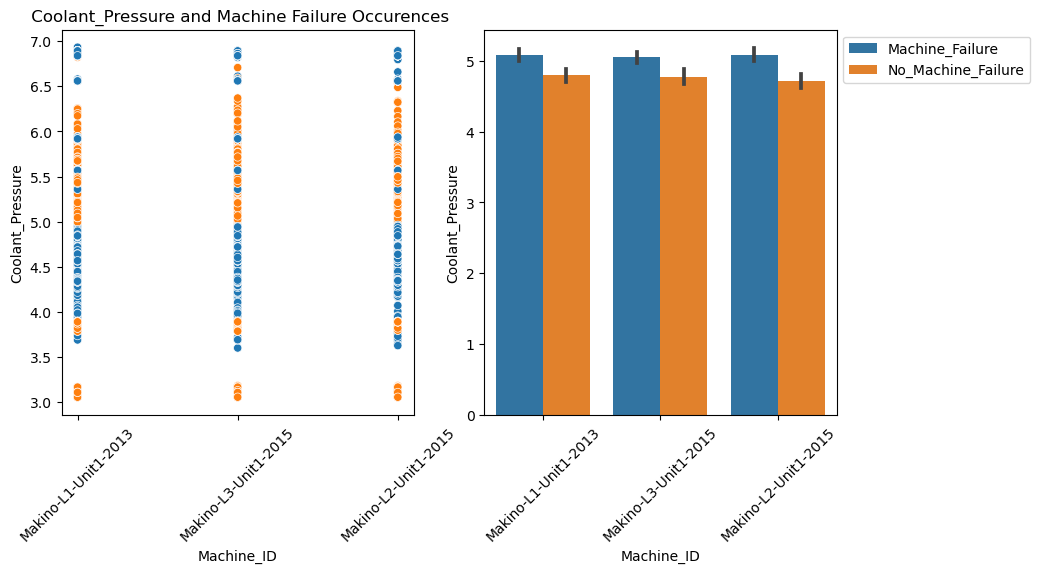 Coolant_Pressure and Machine Failure Occurences
Coolant_Pressure
7.0
6.5
6.0
5.5
5.0
4.5
4.0
3.5
3.0
Makino-L1-Unit1-2013
Makino-L3-Unit1-2015
Makino-L2-Unit1-2015
Machine_ID
Coolant_Pressure
5
4
3
2
1
0
Makino-L1-Unit1-2013
Makino-L3-Unit1-2015
Makino-L2-Unit1-2015
Machine_ID
Machine_Failure
No_Machine_Failure